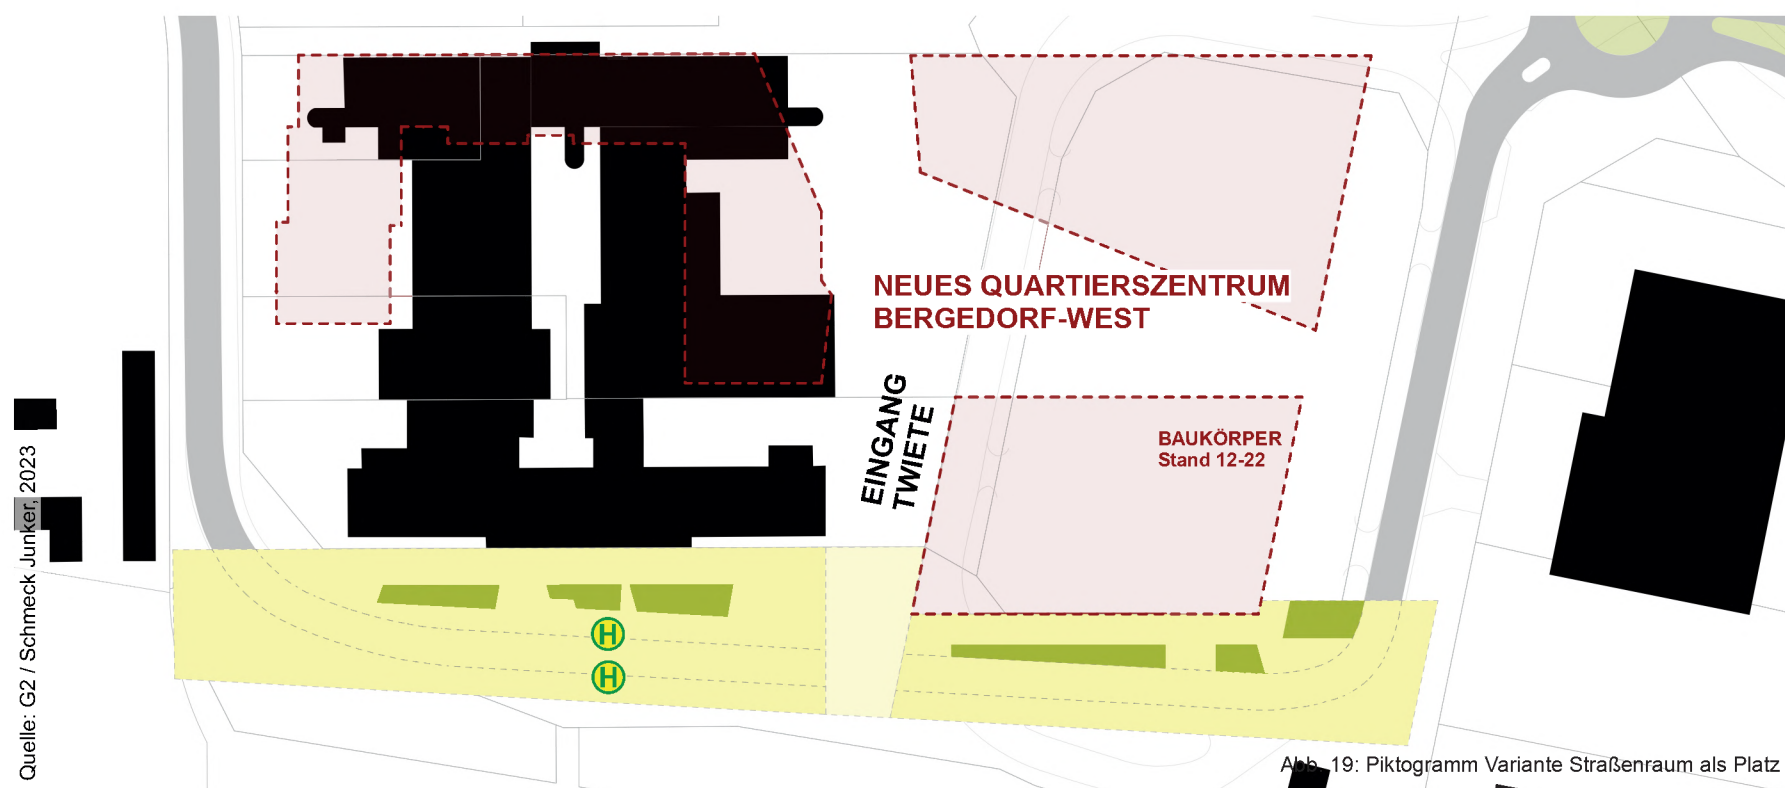 NEUES QUARTIERSZENTRUM
BERGEDORF-WEST
EINGANG
TWIETE
BAUKÖRPER
Stand 12-22
H
H
Quelle: G2 / Schmeck Junker, 2023
Abb. 19: Piktogramm Variante Straßenraum als Platz